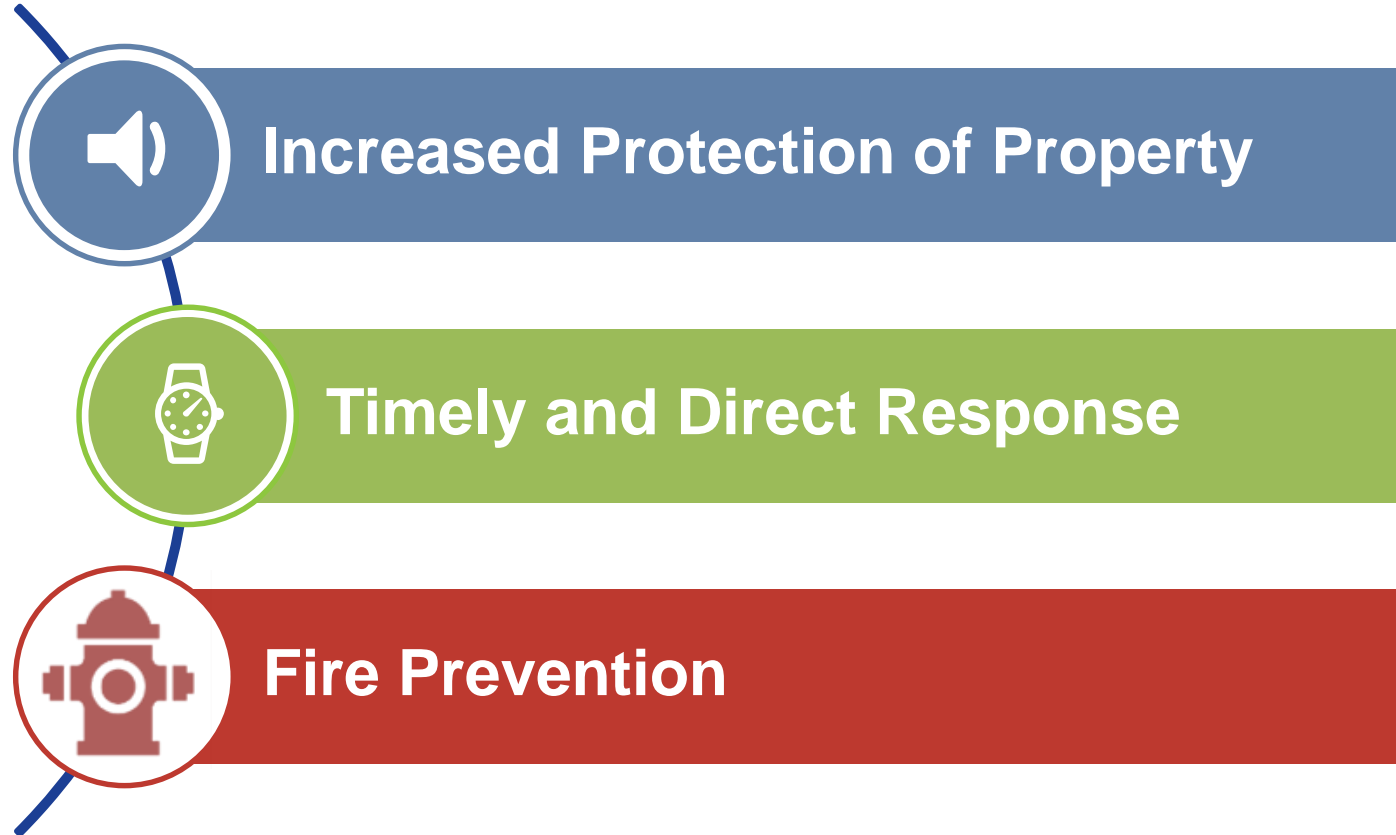 Increased Protection of Property
Timely and Direct Response
Fire Prevention